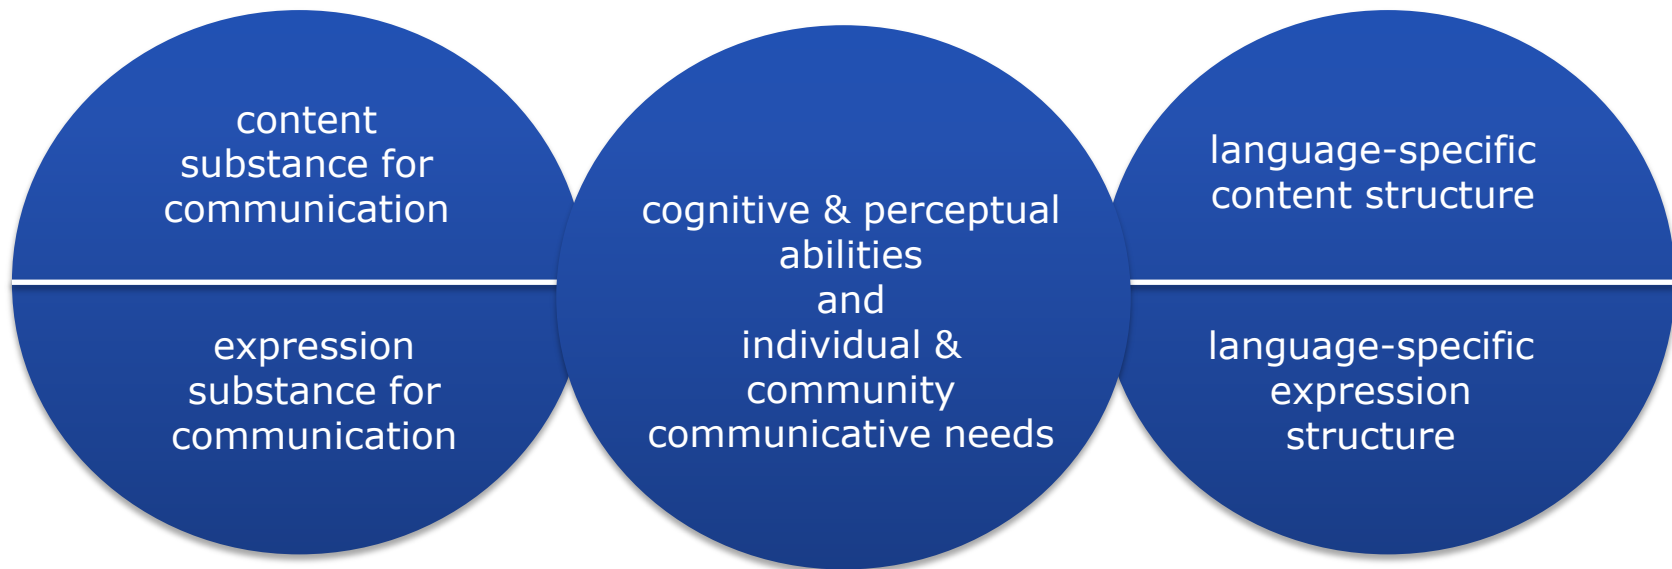 content
substance for
communication
expression
substance for
communication
cognitive & perceptual
abilities
and
individual &
community
communicative needs
language-specific
content structure
language-specific
expression
structure